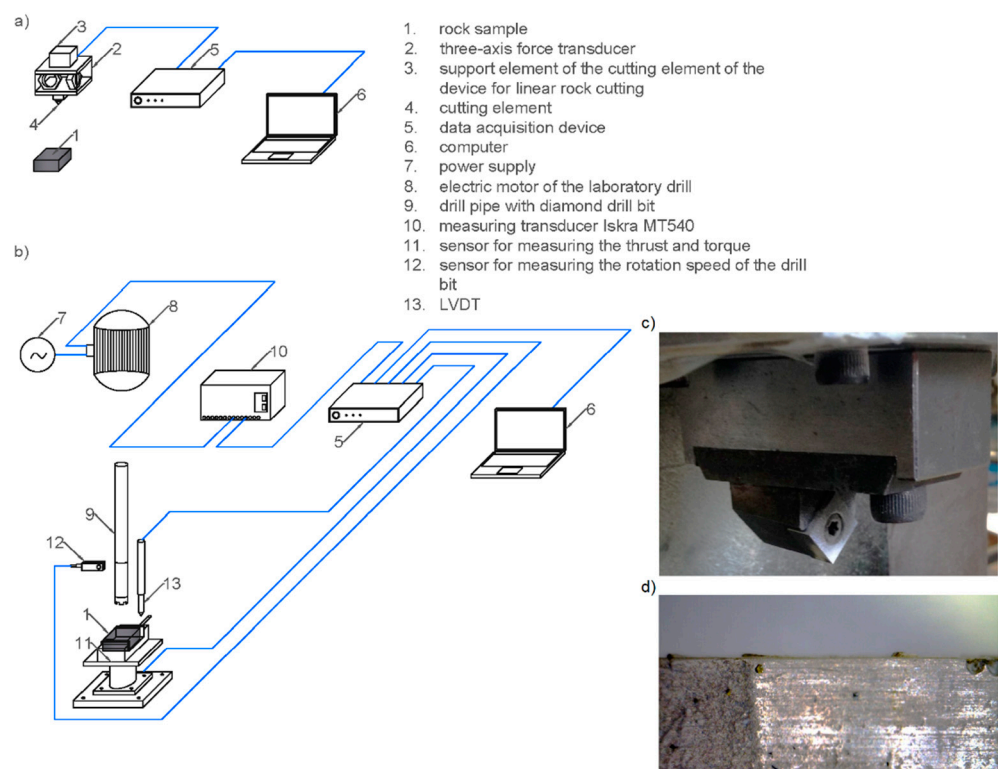 a)
3
2
5
6
4
1
1. rock sample
2. three-axis force transducer
3. support element of the cutting element of the
device for linear rock cutting
4. cutting element
5. data acquisition device
6. computer
7. power supply
8. electric motor of the laboratory drill
9. drill pipe with diamond drill bit
10. measuring transducer Iskra MT540
11. sensor for measuring the thrust and torque
12. sensor for measuring the rotation speed of the drill
bit
13. LVDT
b)
7
8
10
5
6
9
12
13
1
11
c)
d)